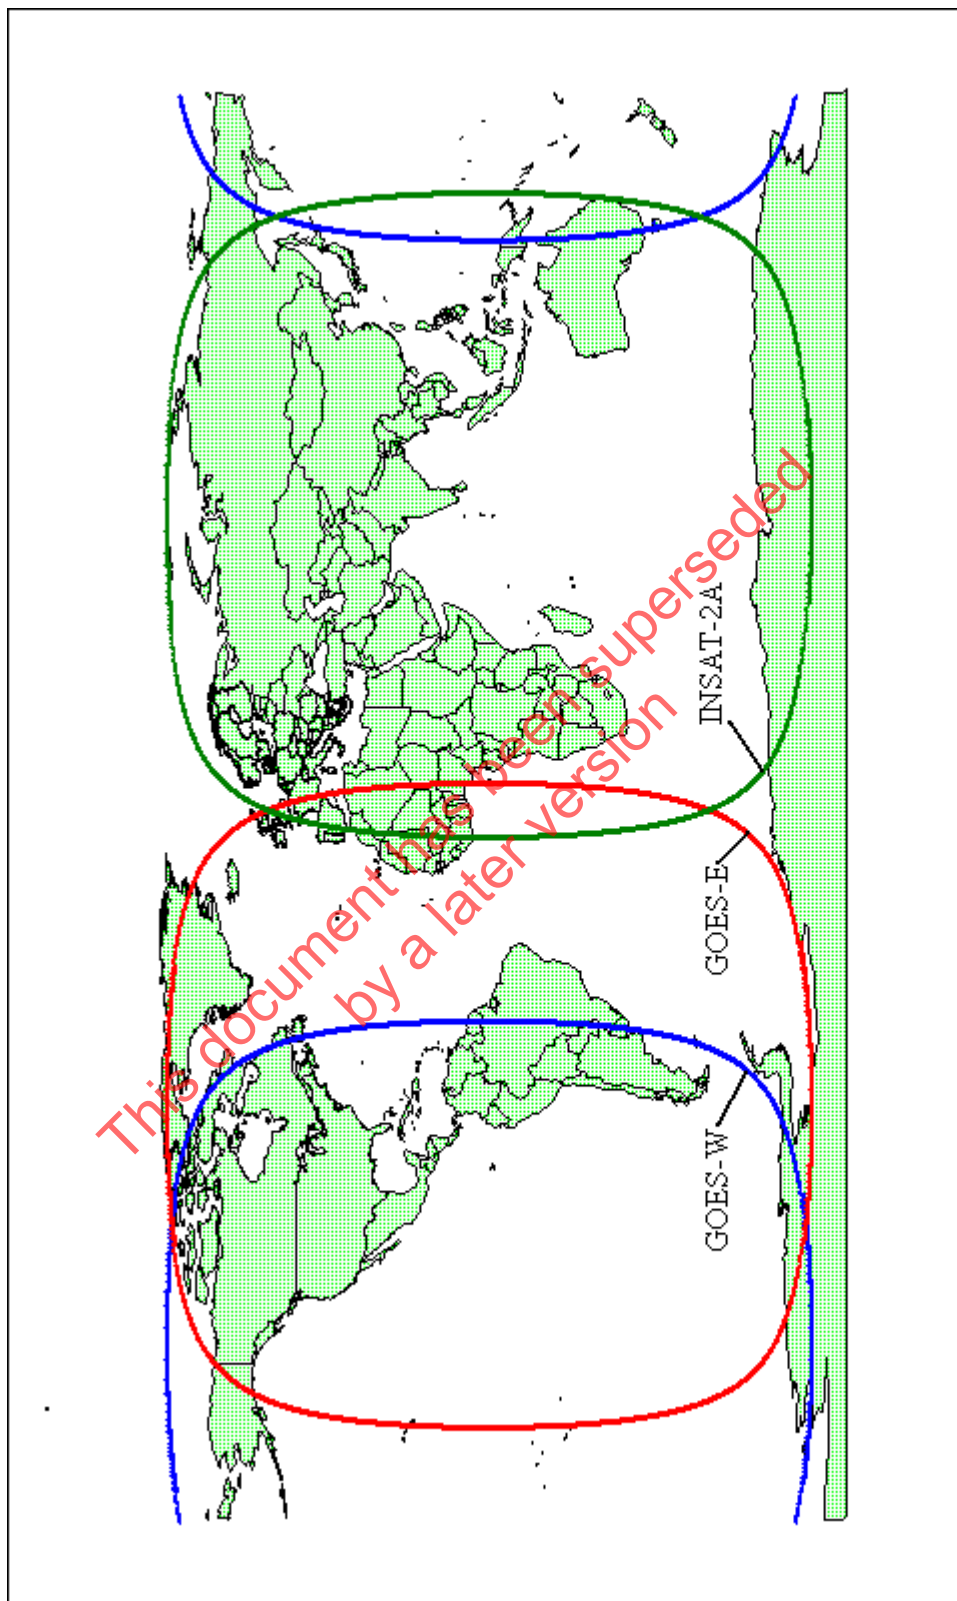 This document has been superseded
by a later version
GOES-W
GOES-E
INSAT-2A